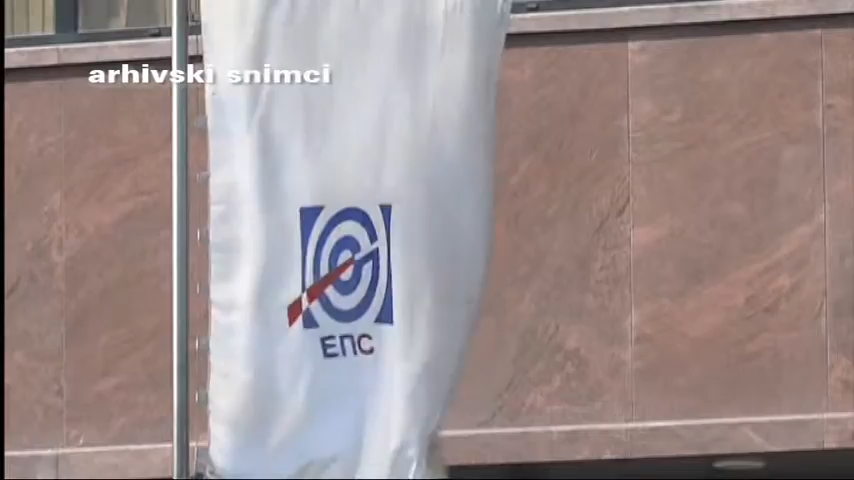 arhivski snimci
ЕПС